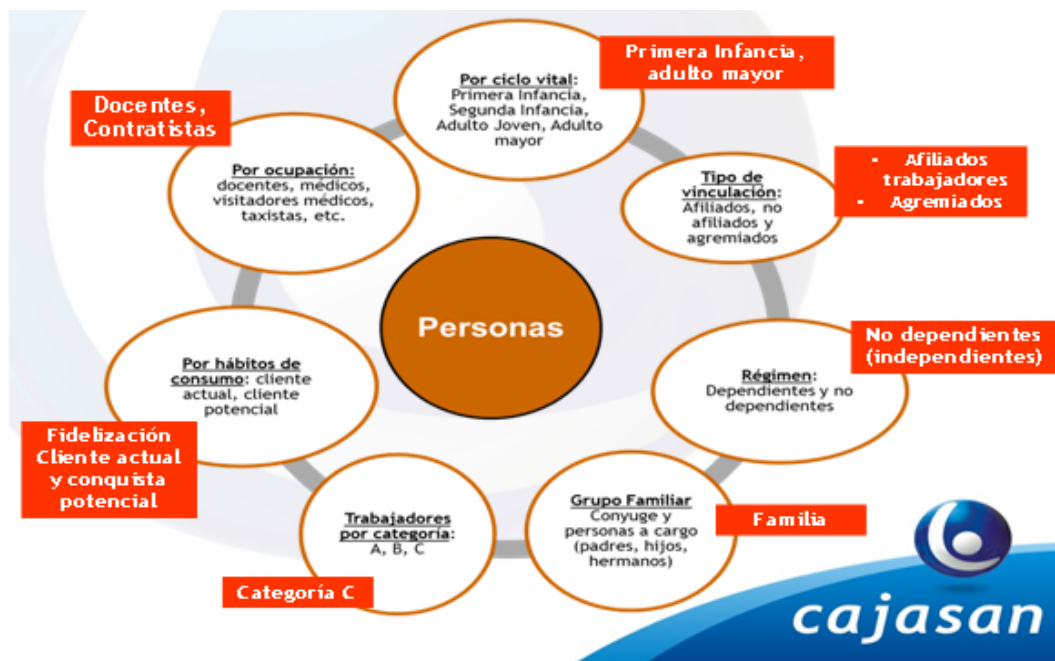 Por ciclo vital:
Primera Infancia,
Segunda Infancia,
Adulto Joven, Adulto
mayor
Primera Infancia,
adulto mayor
Tipo de
vinculación:
Afiliados, no
afiliados y
agremiados
- Afiliados
trabajadores
- Agremiados
Régimen:
Dependientes y no
dependientes
No dependientes
(independientes)
Grupo Familiar
Conyuge y
personas a cargo
(padres, hijos,
hermanos)
Familia
Trabajadores
por categoría:
A, B, C
Categoría C
Por hábitos de
consumo: cliente
actual, cliente
potencial
Fidelización
Cliente actual
y conquista
potencial
Por ocupación:
docentes, médicos,
visitadores médicos,
taxistas, etc.
Docentes,
Contratistas
Personas
cajasan